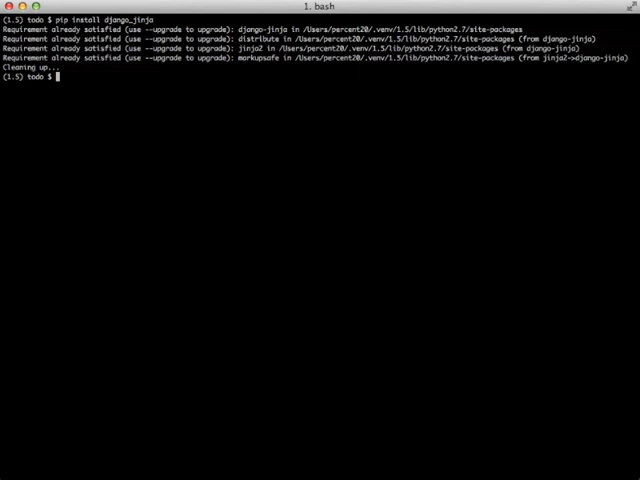 1. bash
(1.5) todo $ pip install django_jinja
Requirement already satisfied (use --upgrade to upgrade): django-jinja in /Users/percent20/.venv/1.5/lib/python2.7/site-packages
Requirement already satisfied (use --upgrade to upgrade): distribute in /Users/percent20/.venv/1.5/lib/python2.7/site-packages (from django-jinja)
Requirement already satisfied (use --upgrade to upgrade): jinja2 in /Users/percent20/.venv/1.5/lib/python2.7/site-packages (from django-jinja)
Requirement already satisfied (use --upgrade to upgrade): markupsafe in /Users/percent20/.venv/1.5/lib/python2.7/site-packages (from jinja2->django-jinja)
Cleaning up...
(1.5) todo $